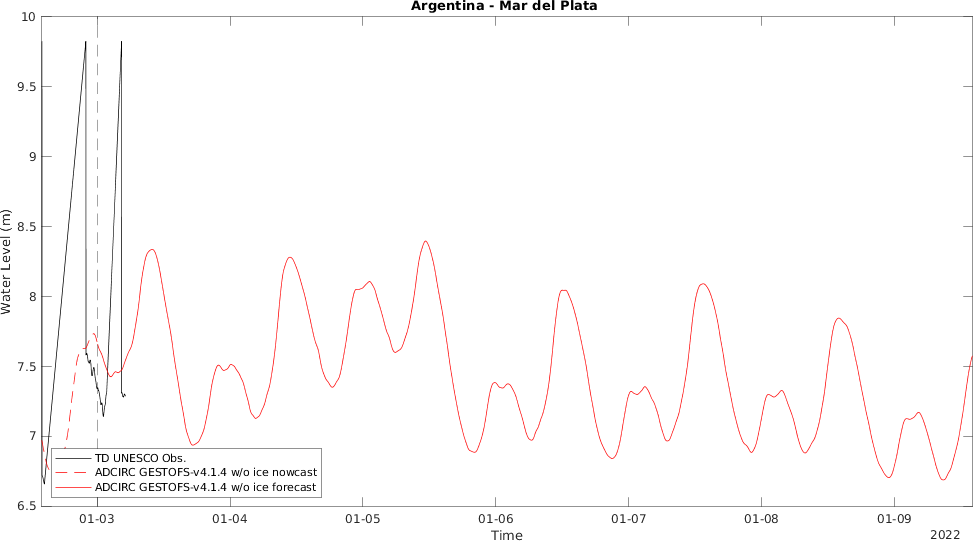 Argentina - Mar del Plata
10
9.5
9
8.5
8
7.5
7
6.5
Water Level (m)
TD UNESCO Obs.
ADCIRC GESTOFS-v4.1.4 w/o ice nowcast
ADCIRC GESTOFS-v4.1.4 w/o ice forecast
01-03 01-04 01-05 01-06 01-07 01-08 01-09
Time
2022